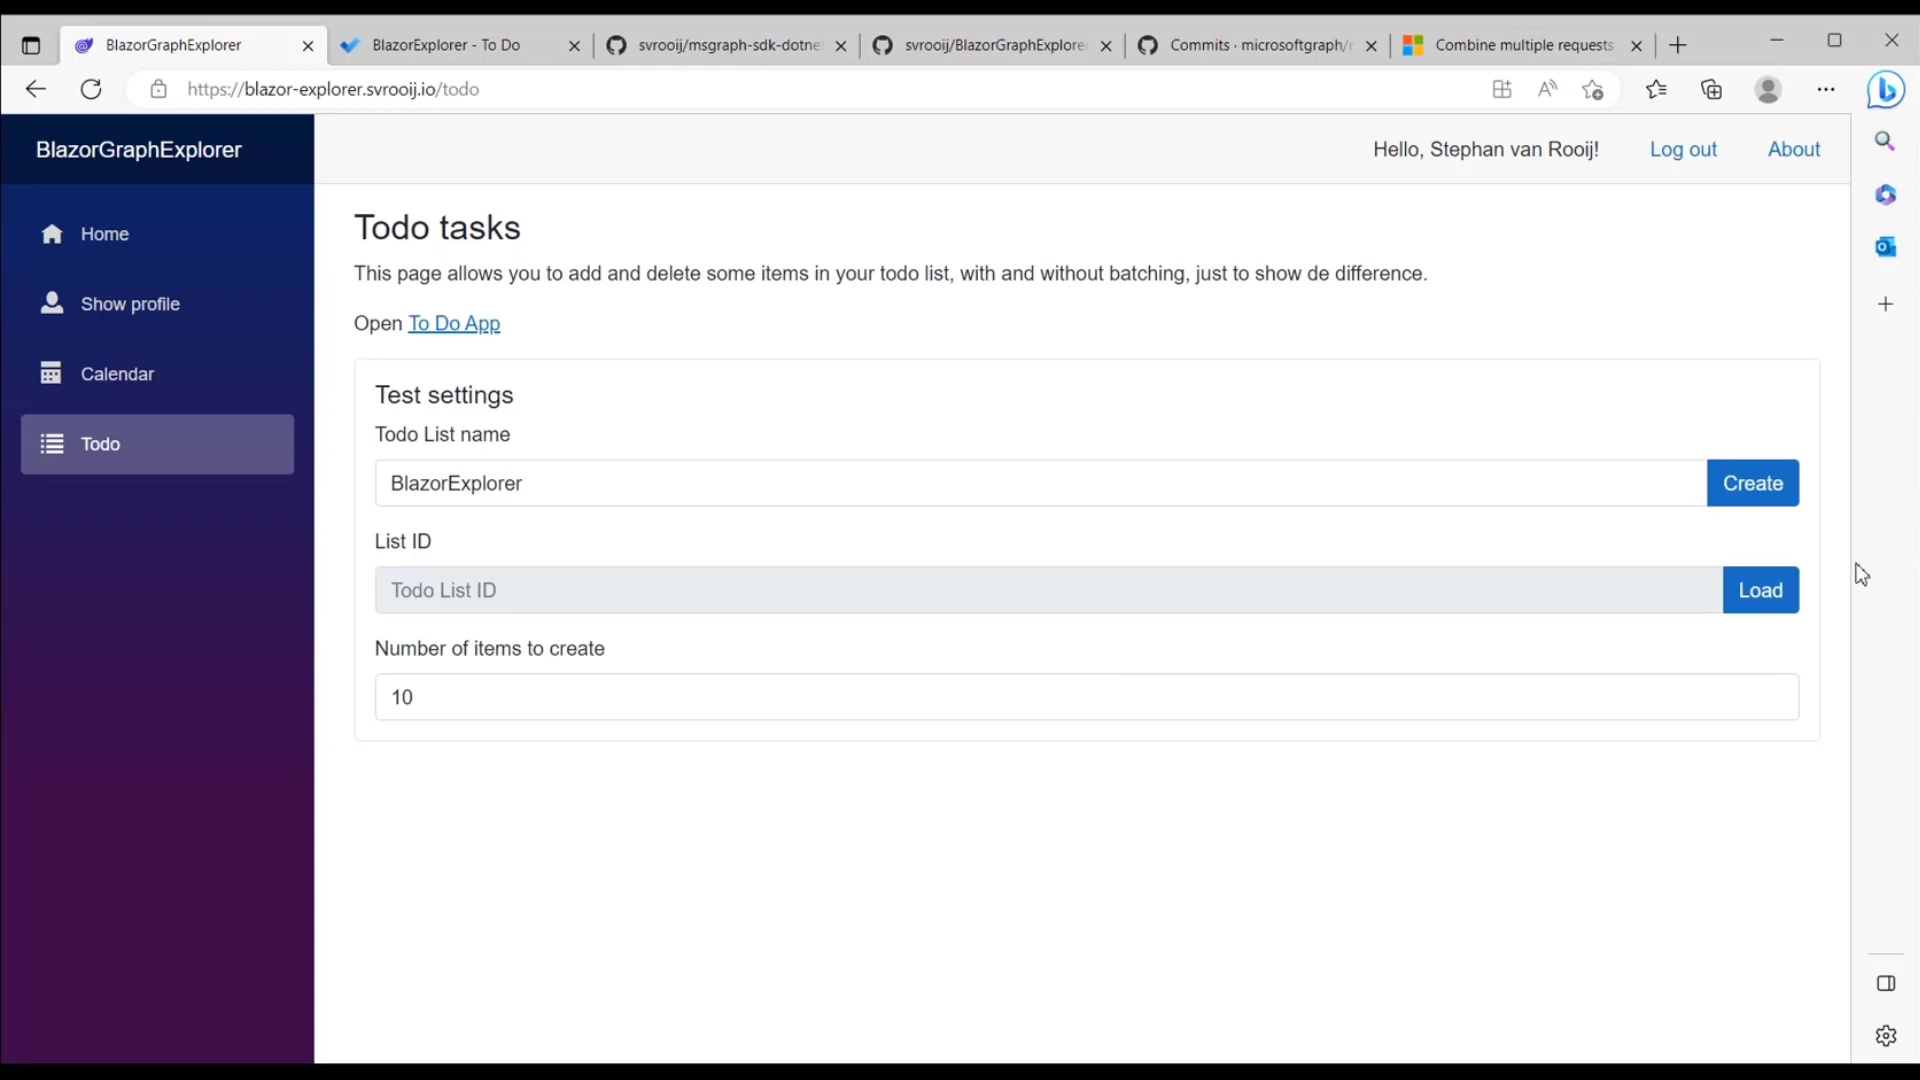 BlazorGraphExplorer
BlazorExplorer - To Do
svrooij/msgraph-sdk-dotne
svrooij/BlazorGraphExplore
Commits · microsoftgraph/
Combine multiple requests
https://blazor-explorer.svrooij.io/todo
BlazorGraphExplorer
Hello, Stephan van Rooij!
Log out
About
Home
Show profile
Calendar
Todo
Todo tasks
This page allows you to add and delete some items in your todo list, with and without batching, just to show de difference.
Open To Do App
Test settings
Todo List name
BlazorExplorer
Create
List ID
Todo List ID
Load
Number of items to create
10